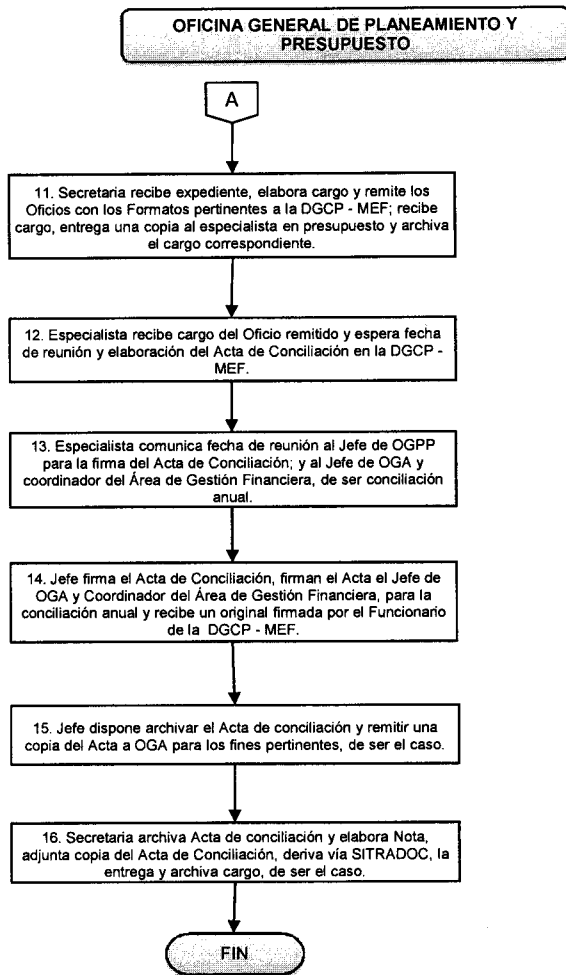 OFICINA GENERAL DE PLANEAMIENTO Y
PRESUPUESTO
A
11. Secretaria recibe expediente, elabora cargo y remite los
Oficios con los Formatos pertinentes a la DGCP - MEF; recibe
cargo, entrega una copia al especialista en presupuesto y archiva
el cargo correspondiente.
12. Especialista recibe cargo del Oficio remitido y espera fecha
de reunión y elaboración del Acta de Conciliación en la DGCP -
MEF.
13. Especialista comunica fecha de reunión al Jefe de OGPP
para la firma del Acta de Conciliación; y al Jefe de OGA y
coordinador del Área de Gestión Financiera, de ser conciliación
anual.
14. Jefe firma el Acta de Conciliación, firman el Acta el Jefe de
OGA y Coordinador del Área de Gestión Financiera, para la
conciliación anual y recibe un original firmada por el Funcionario
de la DGCP - MEF.
15. Jefe dispone archivar el Acta de conciliación y remitir una
copia del Acta a OGA para los fines pertinentes, de ser el caso.
16. Secretaria archiva Acta de conciliación y elabora Nota,
adjunta copia del Acta de Conciliación, deriva vía SITRADOC, la
entrega y archiva cargo, de ser el caso.
FIN